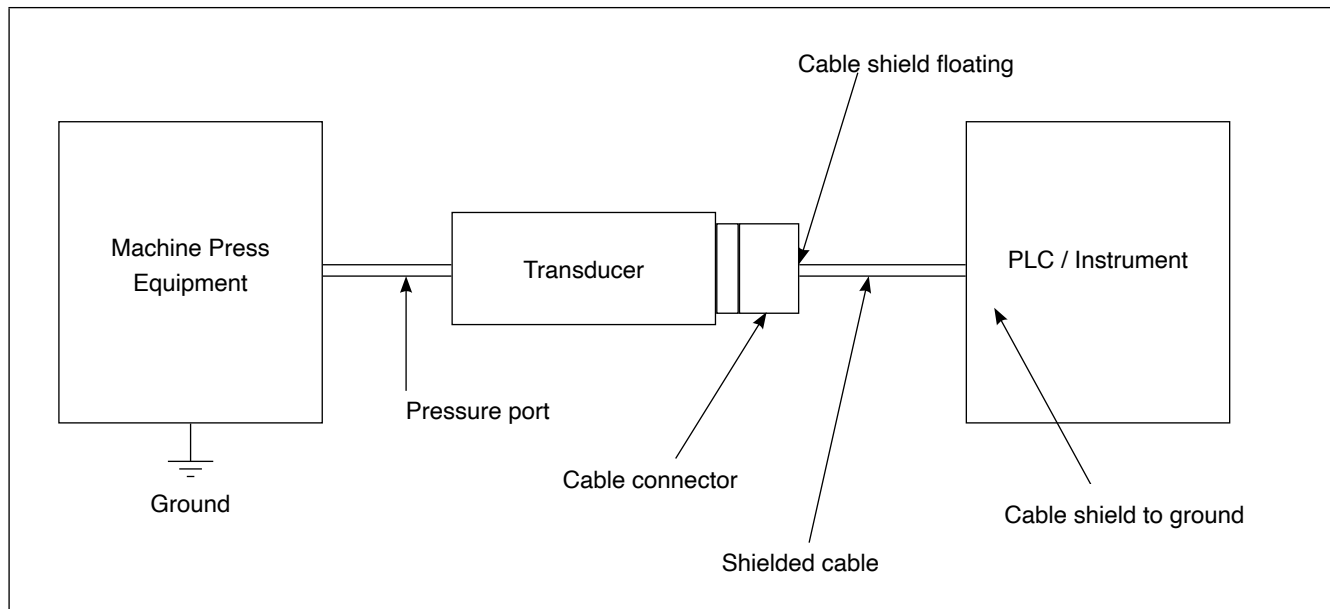 Cable shield floating
Machine Press
Equipment
Transducer
PLC / Instrument
Pressure port
Cable connector
Ground
Cable shield to ground
Shielded cable